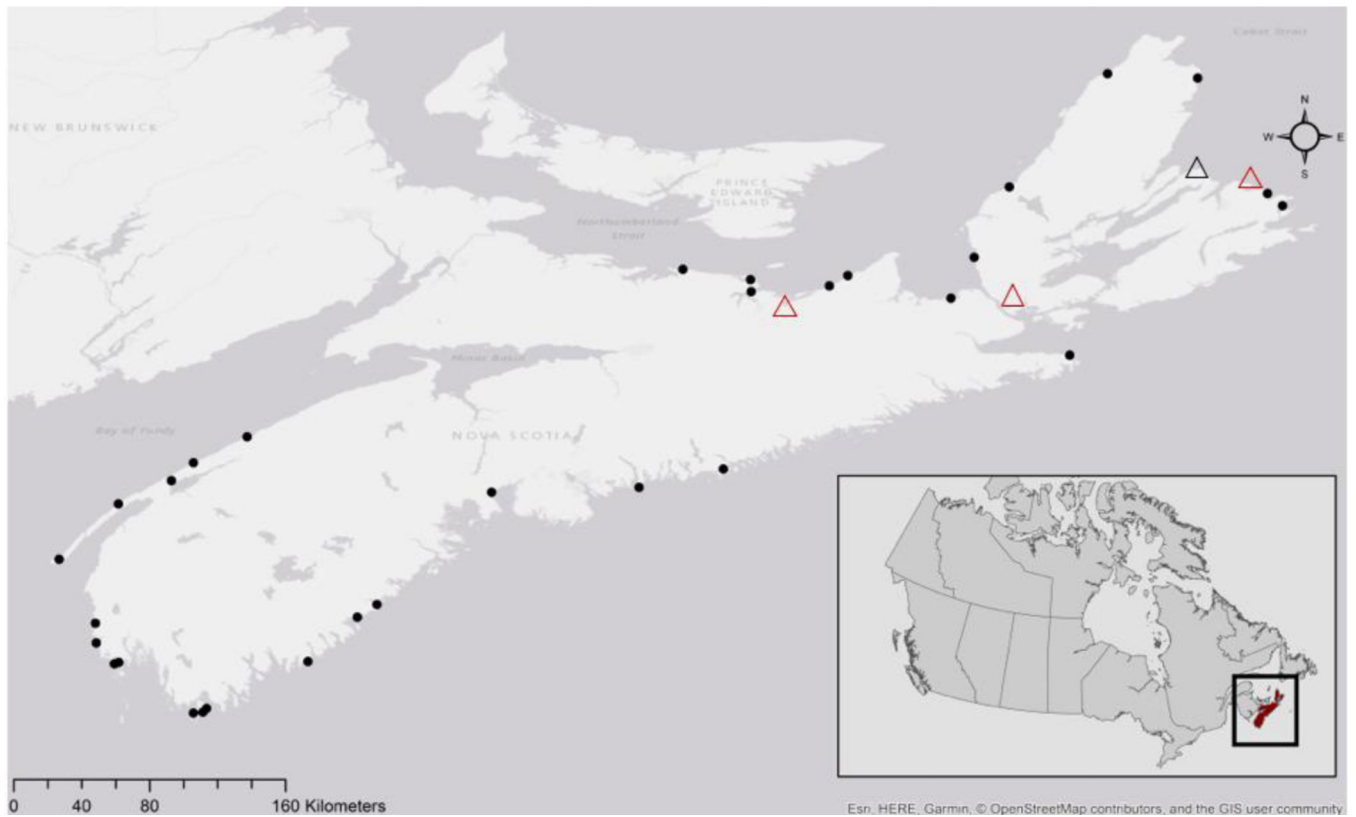 Cabot Strait
N
NEW BRUNSWICK
W E
S
PRINCE
EDWARD
ISLAND
Northumberland
Strait
Minas Basin
Bay of Fundy
NOVA SCOTIA
0 40 80 160 Kilometers
Esri, HERE, Garmin, © OpenStreetMap contributors, and the GIS user community